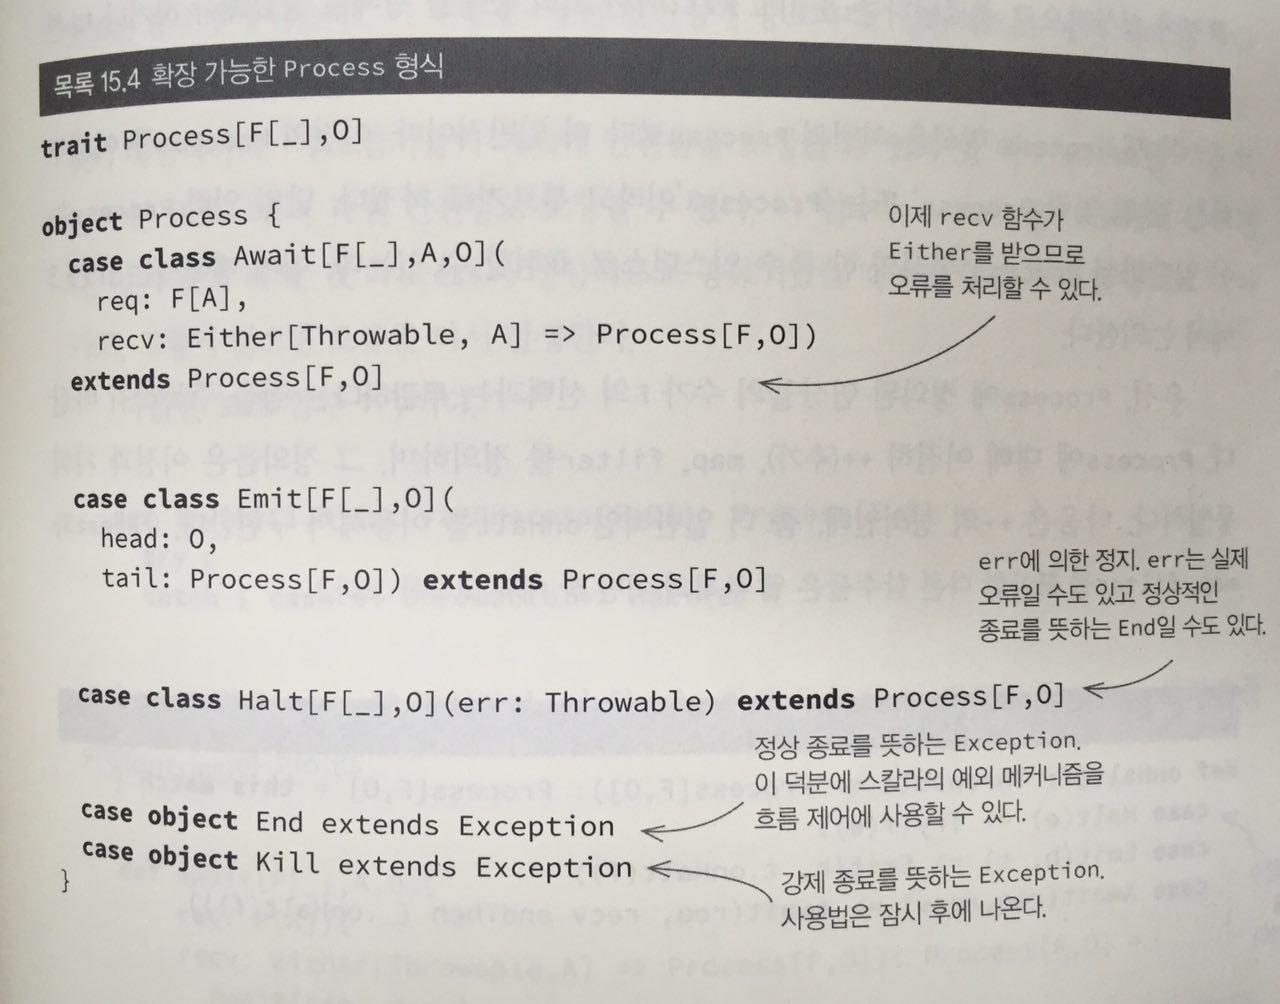 목록 15.4 확장 가능한 Process 형식
trait Process[F[_],O]
object Process {
case class Await[F[_],A,O](
req: F[A],
recv: Either[Throwable, A] => Process[F,O])
extends Process[F,O]
이제 recv 함수가
Either를 받으므로
오류를 처리할 수 있다.
case class Emit[F[_],O](
head: O,
tail: Process[F,O]) extends Process[F,O]
err에 의한 정지. err는 실제
오류일 수도 있고 정상적인
종료를 뜻하는 End일 수도 있다.
case class Halt[F[_],O](err: Throwable) extends Process[F,O]
정상 종료를 뜻하는 Exception.
이 덕분에 스칼라의 예외 메커니즘을
흐름 제어에 사용할 수 있다.
case object End extends Exception
case object Kill extends Exception
}
강제 종료를 뜻하는 Exception.
사용법은 잠시 후에 나온다.